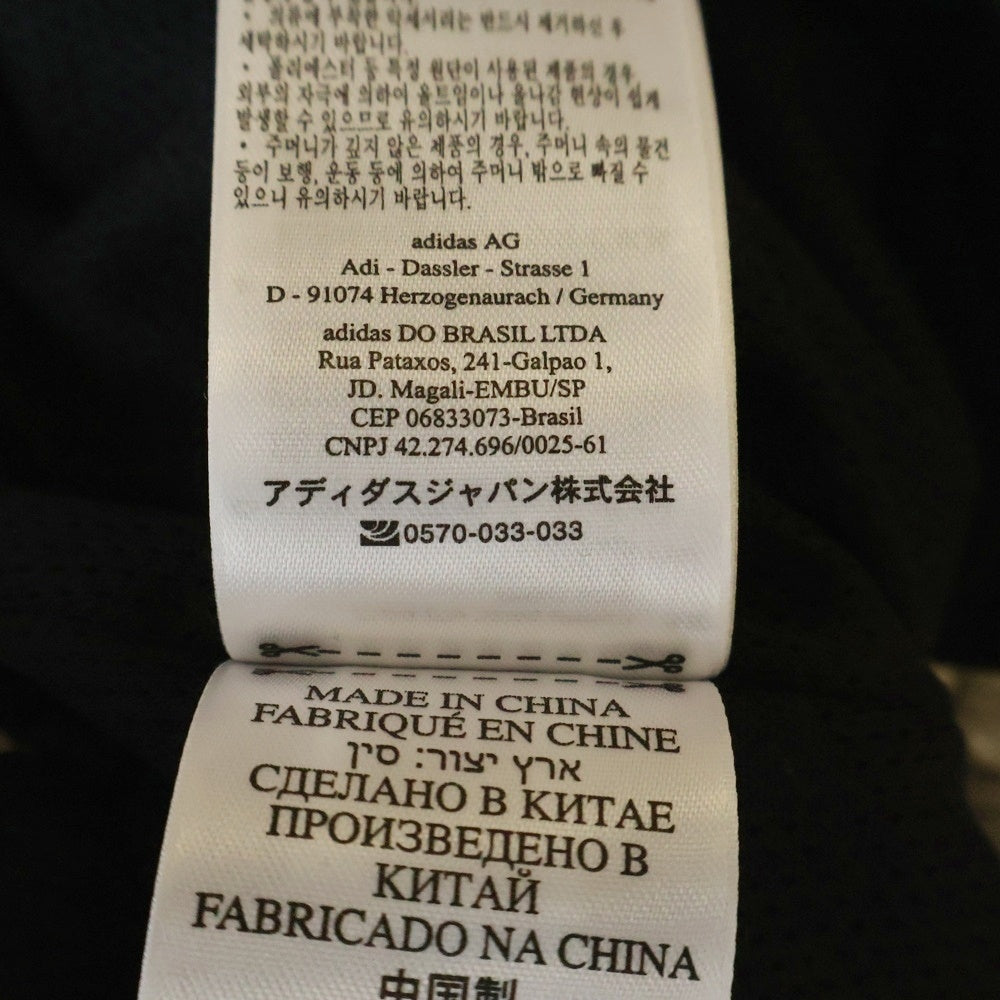 • 의류에 부착한 악세서리는 반드시 제거하신 후
세탁하시기 바랍니다.
• 폴리에스터 등 특정 원단이 사용된 제품의 경우,
외부의 자극에 의하여 올트임이나 올나감 현상이 쉽게
발생할 수 있으므로 유의하시기 바랍니다.
• 주머니가 깊지 않은 제품의 경우, 주머니 속의 물건
등이 보행, 운동 등에 의하여 주머니 밖으로 빠질 수
있으니 유의하시기 바랍니다.
adidas AG
Adi - Dassler - Strasse 1
D - 91074 Herzogenaurach / Germany
adidas DO BRASIL LTDA
Rua Pataxos, 241-Galpao 1,
JD. Magali-EMBU/SP
CEP 06833073-Brasil
CNPJ 42.274.696/0025-61
アディダスジャパン株式会社
0570-033-033
MADE IN CHINA
FABRIQUÉ EN CHINE
ארץ יצור: סין
СДЕЛАНО В КИТАЕ
ПРОИЗВЕДЕНО В
КИТАЙ
FABRICADO NA CHINA
中国制